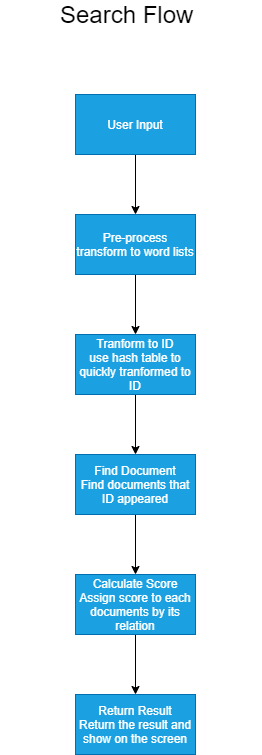 Search Flow
User Input
Pre-process
transform to word lists
Tranform to ID
use hash table to
quickly tranformed to
ID
Find Document
Find documents that
ID appeared
Calculate Score
Assign score to each
documents by its
relation
Return Result
Return the result and
show on the screen